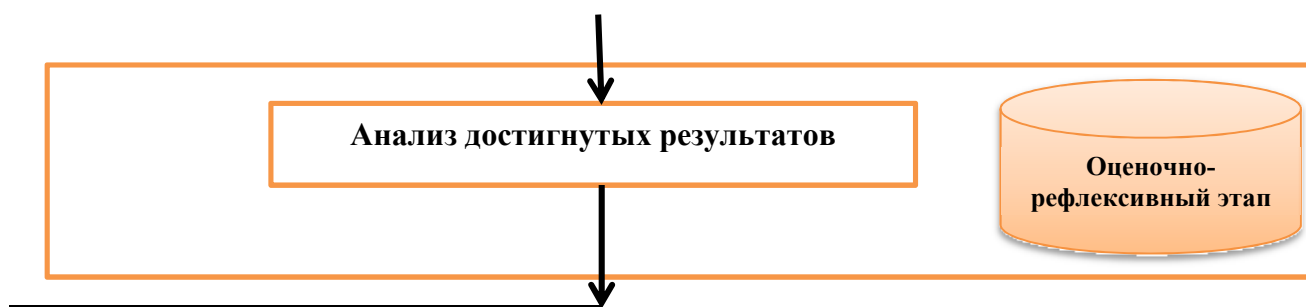 Анализ достигнутых результатов
Оценочно-
рефлексивный этап